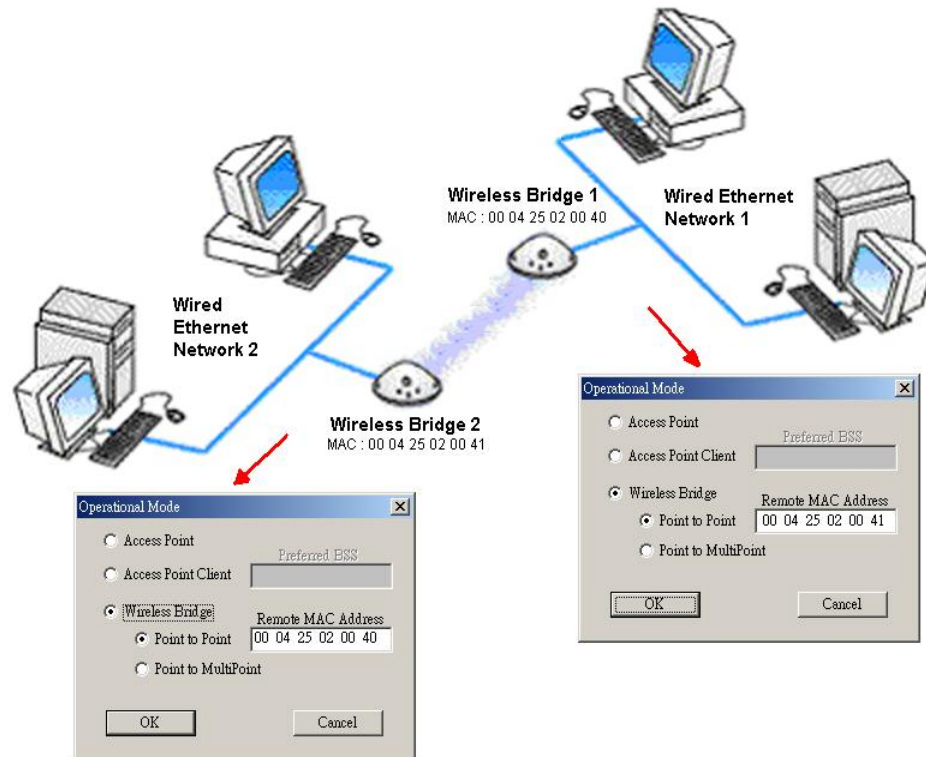 Wireless Bridge 1
MAC : 00 04 25 02 00 40
Wired Ethernet
Network 1
Wired
Ethernet
Network 2
Wireless Bridge 2
MAC : 00 04 25 02 00 41
Operational Mode
Access Point
Preferred BSS
Access Point Client
Wireless Bridge
Remote MAC Address
Point to Point
00 04 25 02 00 41
Point to MultiPoint
OK
Cancel
Operational Mode
Access Point
Preferred BSS
Access Point Client
Wireless Bridge
Remote MAC Address
Point to Point
00 04 25 02 00 40
Point to MultiPoint
OK
Cancel